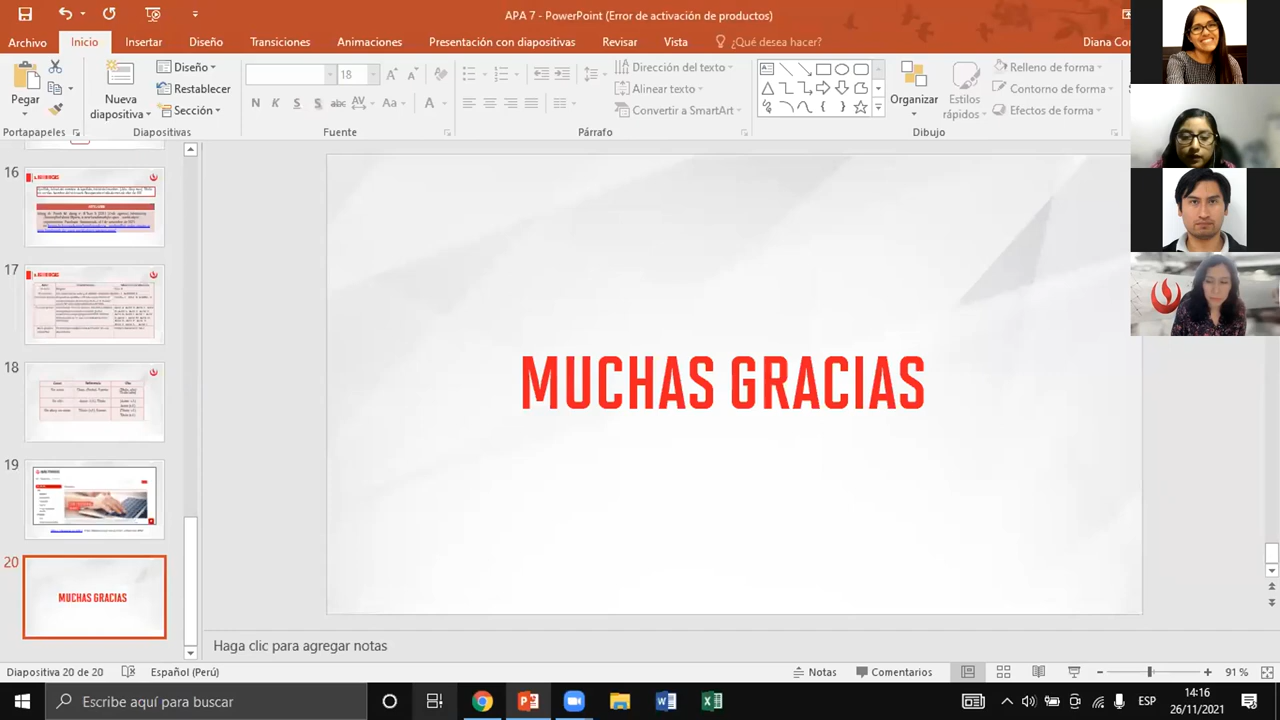 APA 7 - PowerPoint (Error de activación de productos)
Archivo Inicio Insertar Diseño Transiciones Animaciones Presentación con diapositivas Revisar Vista ¿Qué desea hacer? Diana Cor
Pegar
Nueva diapositiva
Diseño
Restablecer
Sección
18
N K S S abc AV Aa A
Dirección del texto
Alinear texto
Convertir a SmartArt
Organizar
Estilos rápidos
Relleno de forma
Contorno de forma
Efectos de forma
Portapapeles Diapositivas Fuente Párrafo Dibujo
16
17
18
19
20
MUCHAS GRACIAS
MUCHAS GRACIAS
Haga clic para agregar notas
Diapositiva 20 de 20 Español (Perú) Notas Comentarios 91 %
Escribe aquí para buscar
ESP
14:16
26/11/2021